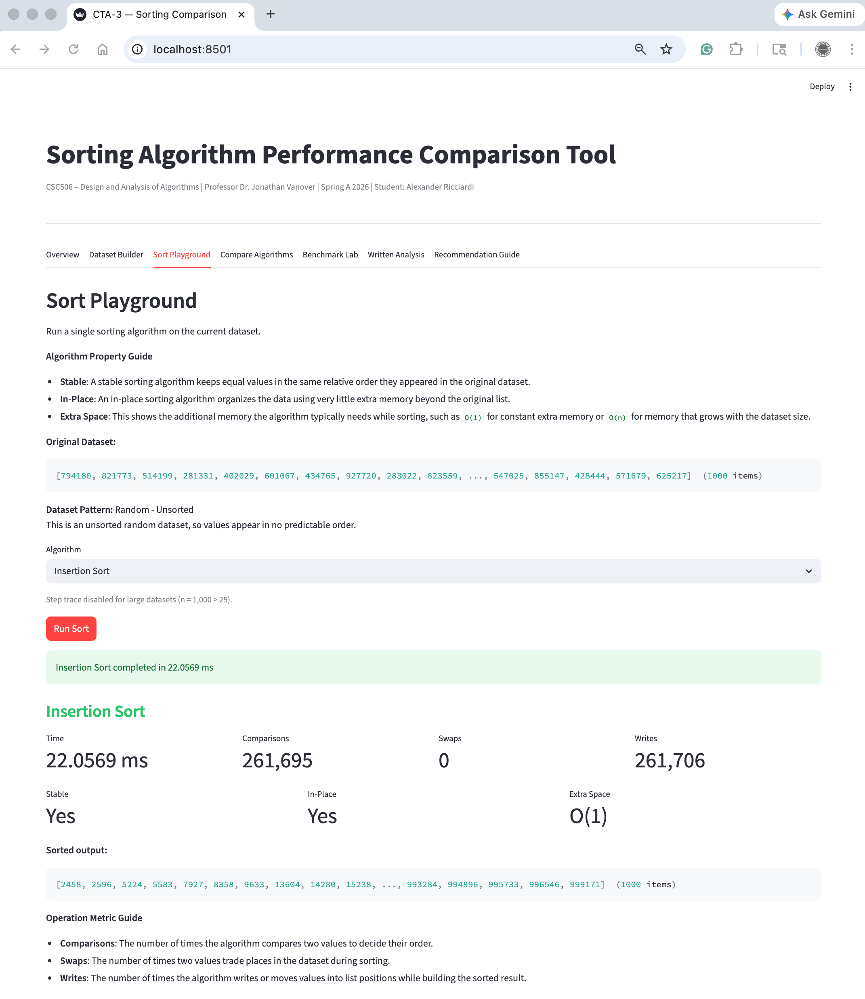 CTA-3 — Sorting Comparison
Ask Gemini
localhost:8501
Deploy
Sorting Algorithm Performance Comparison Tool
CSC506 – Design and Analysis of Algorithms | Professor Dr. Jonathan Vanover | Spring A 2026 | Student: Alexander Ricciardi
Overview Dataset Builder Sort Playground Compare Algorithms Benchmark Lab Written Analysis Recommendation Guide
Sort Playground
Run a single sorting algorithm on the current dataset.
Algorithm Property Guide
• Stable: A stable sorting algorithm keeps equal values in the same relative order they appeared in the original dataset.
• In-Place: An in-place sorting algorithm organizes the data using very little extra memory beyond the original list.
• Extra Space: This shows the additional memory the algorithm typically needs while sorting, such as O(1) for constant extra memory or O(n) for memory that grows with the dataset size.
Original Dataset:
[794180, 821773, 514199, 281331, 402029, 601067, 434765, 927720, 283022, 823559, ..., 547025, 855147, 428444, 571679, 625217] (1000 items)
Dataset Pattern: Random - Unsorted
This is an unsorted random dataset, so values appear in no predictable order.
Algorithm
Insertion Sort
Step trace disabled for large datasets (n = 1,000 > 25).
Run Sort
Insertion Sort completed in 22.0569 ms
Insertion Sort
Time Comparisons Swaps Writes
22.0569 ms 261,695 0 261,706
Stable In-Place Extra Space
Yes Yes O(1)
Sorted output:
[2458, 2596, 5224, 5583, 7927, 8358, 9633, 13604, 14280, 15238, ..., 993284, 994896, 995733, 996546, 999171] (1000 items)
Operation Metric Guide
• Comparisons: The number of times the algorithm compares two values to decide their order.
• Swaps: The number of times two values trade places in the dataset during sorting.
• Writes: The number of times the algorithm writes or moves values into list positions while building the sorted result.